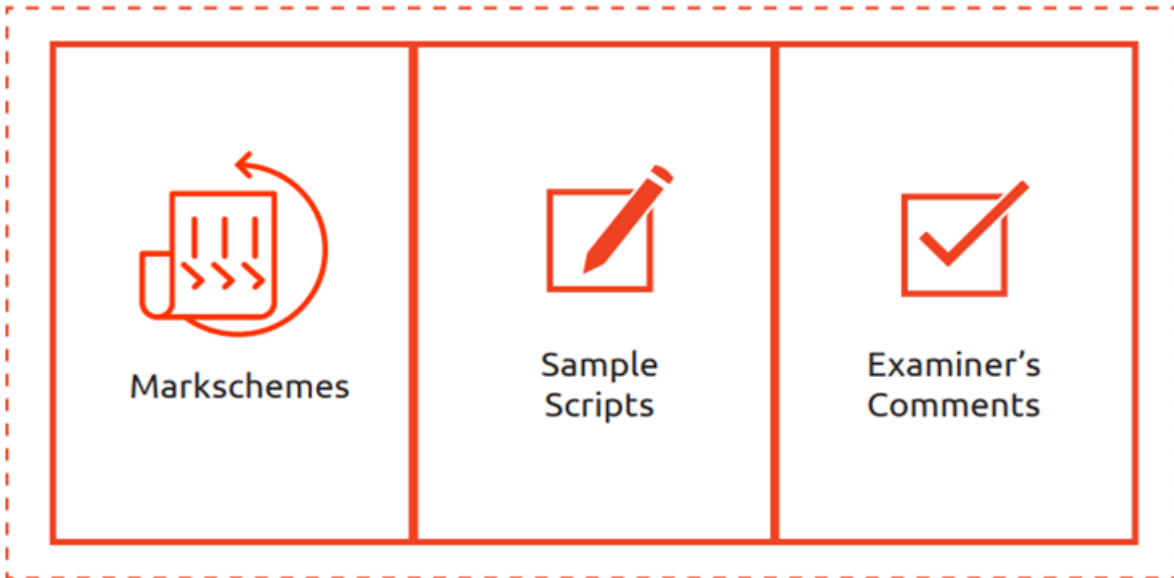 Markschemes
Sample
Scripts
Examiner’s
Comments